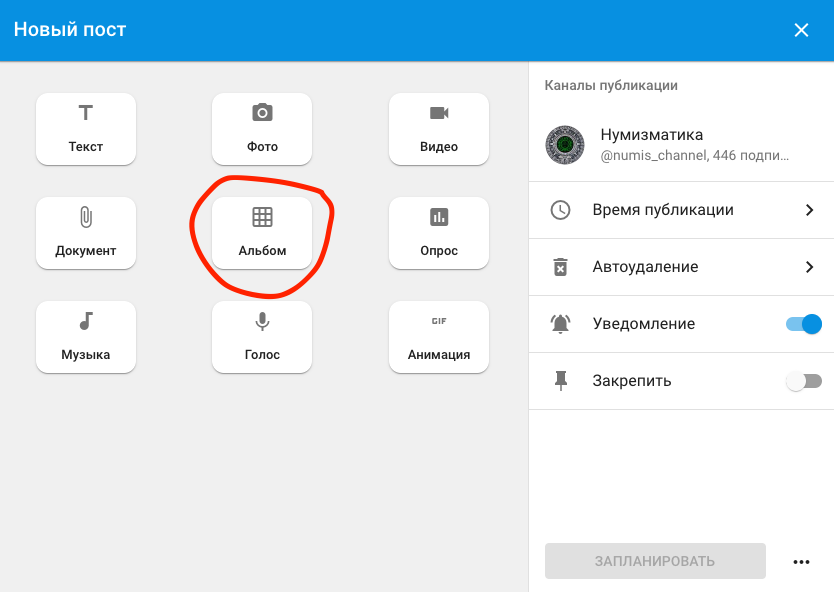 Новый пост
Текст
Фото
Видео
Документ
Альбом
Опрос
Музыка
Голос
GIF
Анимация
Каналы публикации
Нумизматика
@numis_channel, 446 подпи...
Время публикации
Автоудаление
Уведомление
Закрепить
ЗАПЛАНИРОВАТЬ